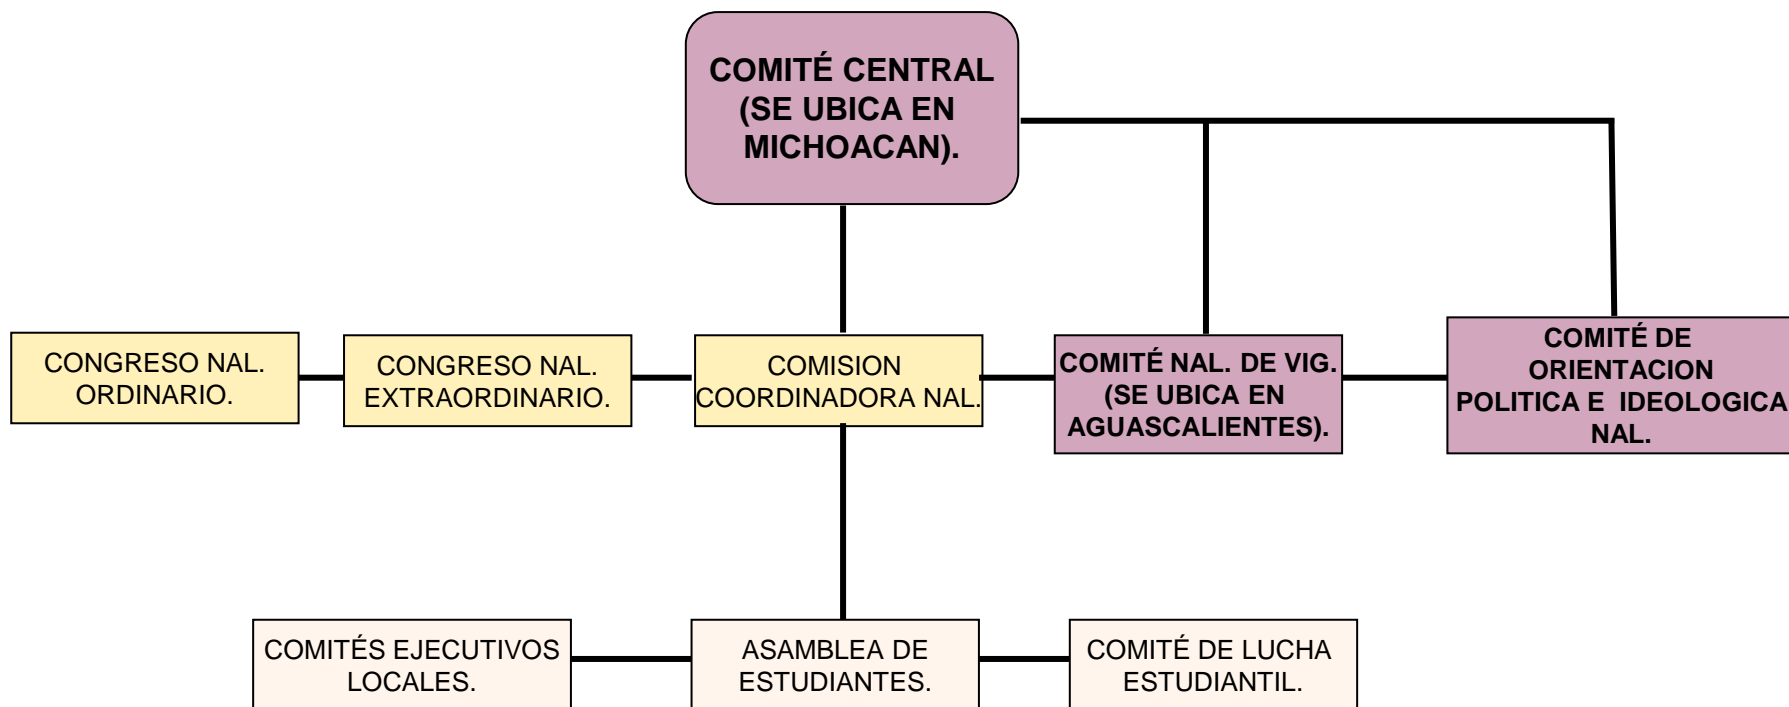 COMITÉ CENTRAL
(SE UBICA EN
MICHOACAN).
CONGRESO NAL.
ORDINARIO.
CONGRESO NAL.
EXTRAORDINARIO.
COMISION
COORDINADORA NAL.
COMITÉ NAL. DE VIG.
(SE UBICA EN
AGUASCALIENTES).
COMITÉ DE
ORIENTACION
POLITICA E IDEOLOGICA
NAL.
COMITÉS EJECUTIVOS
LOCALES.
ASAMBLEA DE
ESTUDIANTES.
COMITÉ DE LUCHA
ESTUDIANTIL.